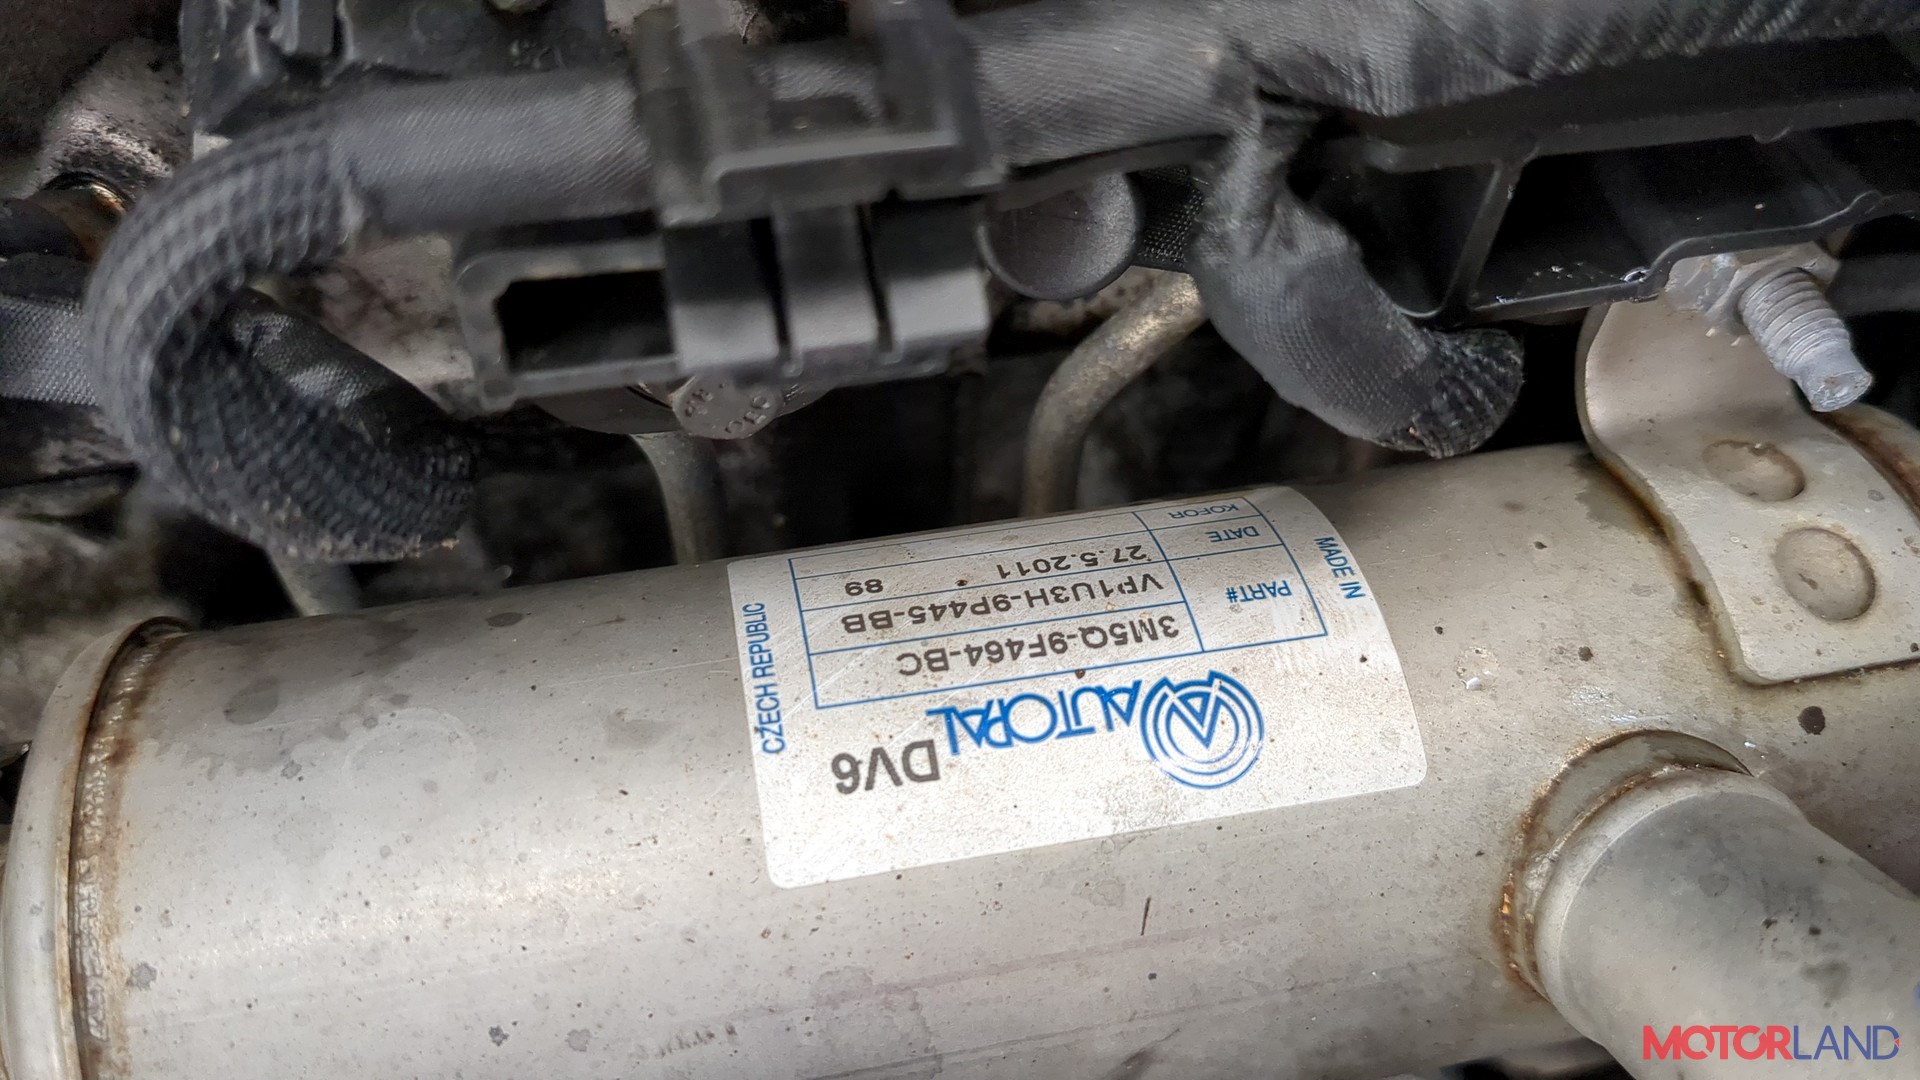 AUTOPAL DV6
3M5Q-9F464-BC
PART# VP1U3H-9P445-BB
DATE 27.5.2011 89
KOFOR
MADE IN
CZECH REPUBLIC
MOTORLAND